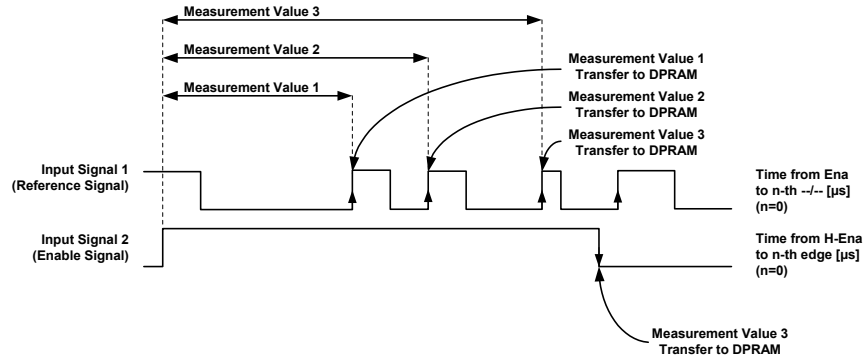 Measurement Value 3
Measurement Value 2
Measurement Value 1
Measurement Value 1
Transfer to DPRAM
Measurement Value 2
Transfer to DPRAM
Measurement Value 3
Transfer to DPRAM
Input Signal 1
(Reference Signal)
Time from Ena
to n-th --/-- [µs]
(n=0)
Input Signal 2
(Enable Signal)
Time from H-Ena
to n-th edge [µs]
(n=0)
Measurement Value 3
Transfer to DPRAM